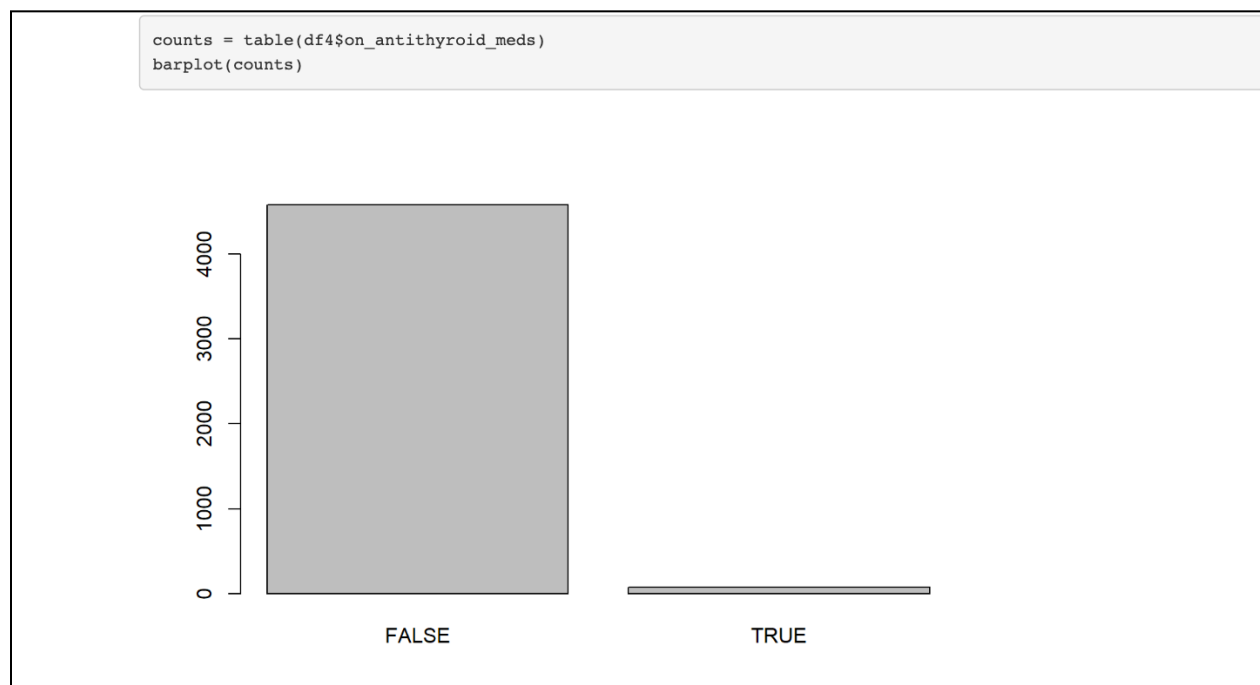 counts = table(df4$on_antithyroid_meds)
barplot(counts)
4000
3000
2000
1000
0
FALSE TRUE